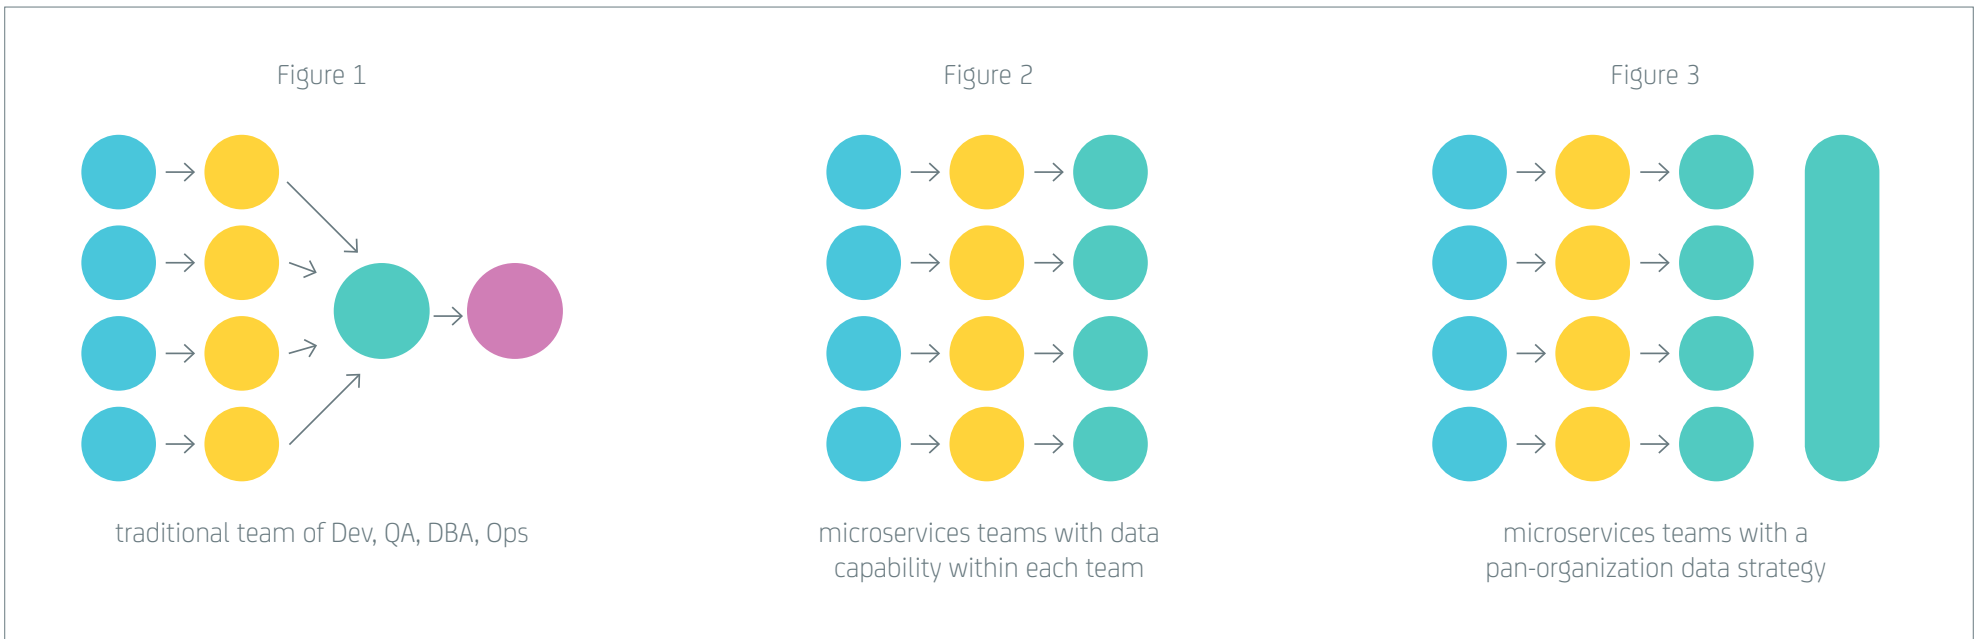 Figure 1
traditional team of Dev, QA, DBA, Ops
Figure 2
microservices teams with data
capability within each team
Figure 3
microservices teams with a
pan-organization data strategy